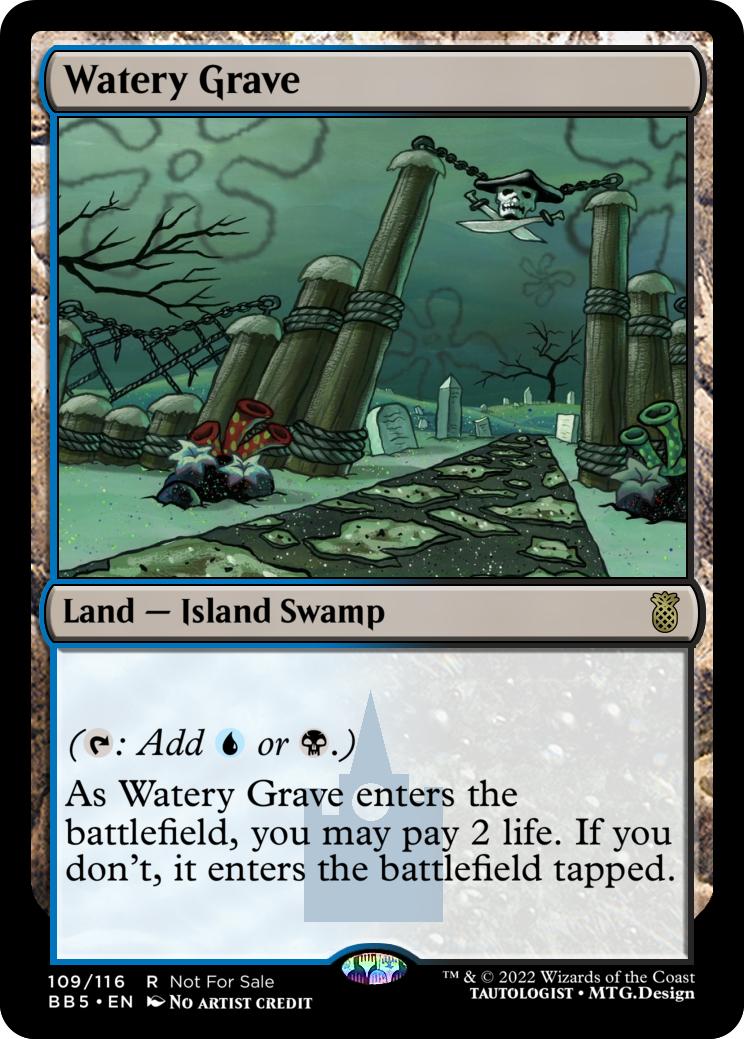 Watery Grave
Land — Island Swamp
(: Add  or .)
As Watery Grave enters the
battlefield, you may pay 2 life. If you
don't, it enters the battlefield tapped.
109/116 R Not For Sale
BB5 • EN No artist credit
™ & © 2022 Wizards of the Coast
TAUTOLOGIST • MTG.Design